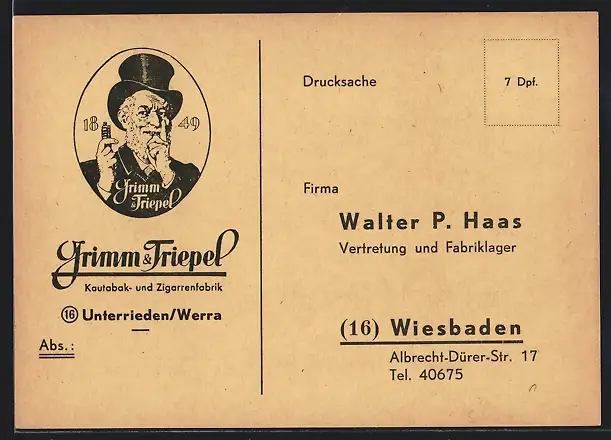 18 49
Grimm
& Triepel
Grimm & Triepel
Kautabak- und Zigarrenfabrik
(16) Unterrieden/Werra
Abs.:
Drucksache
7 Dpf.
Firma
Walter P. Haas
Vertretung und Fabriklager
(16) Wiesbaden
Albrecht-Dürer-Str. 17
Tel. 40675